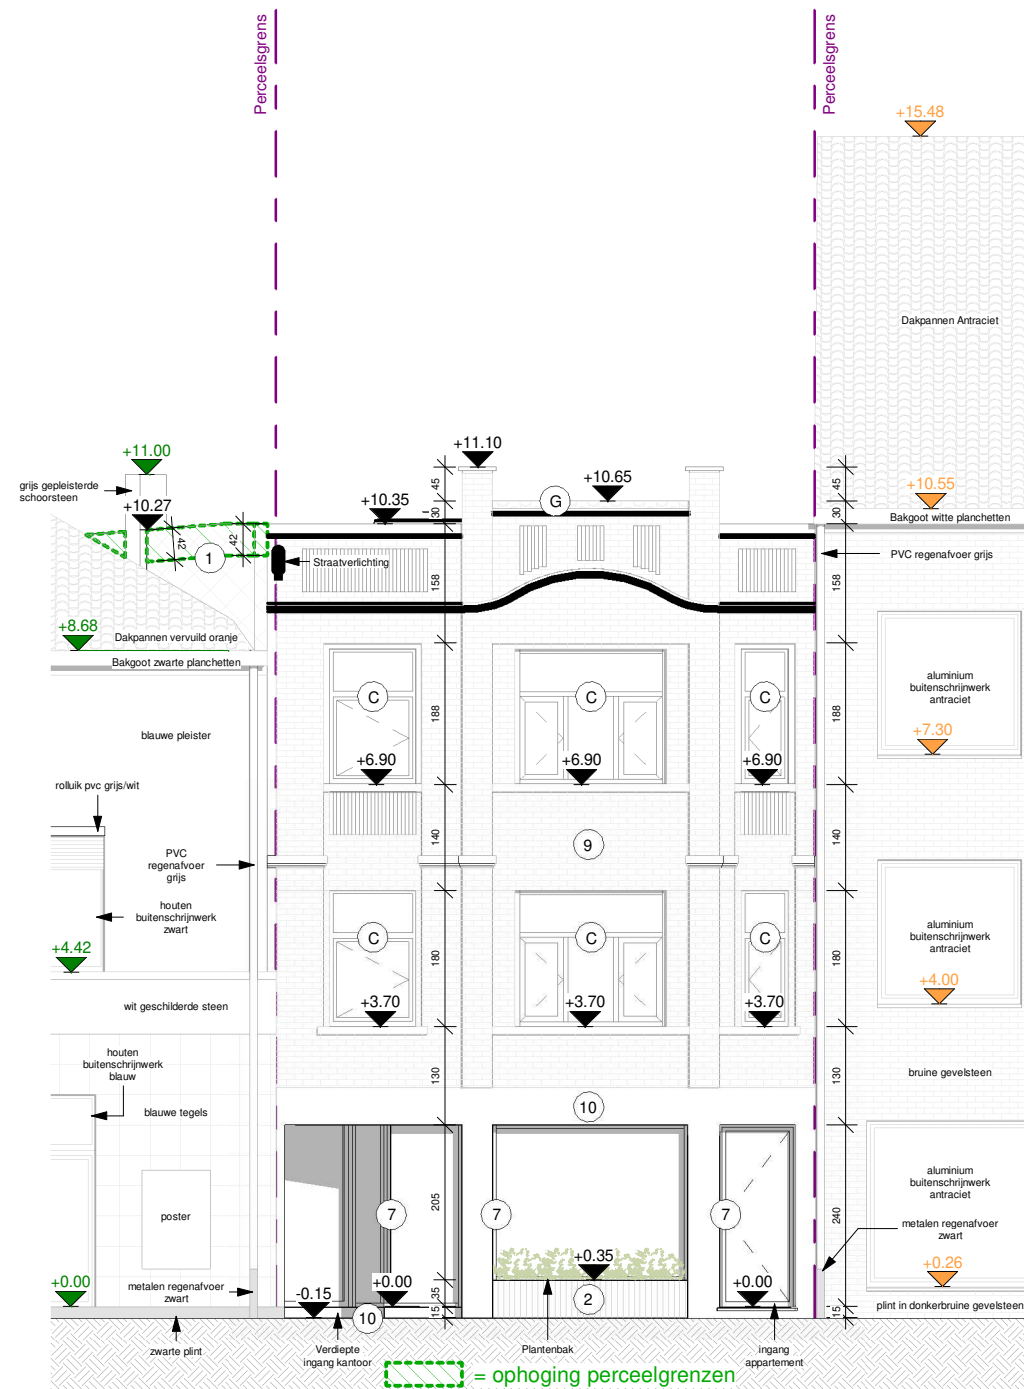 Perceelsgrens
Perceelsgrens
+15.48
Dakpannen Antraciet
+11.00
+11.10
grijs gepleisterde
schoorsteen
+10.27
+10.35
+10.65
+10.55
G
45
30
45
30
Bakgoot witte planchetten
42
42
1
Straatverlichting
PVC regenafvoer grijs
158
158
+8.68
Dakpannen vervuild oranje
Bakgoot zwarte planchetten
blauwe pleister
C
C
C
aluminium
buitenschrijnwerk
antraciet
188
188
+7.30
+6.90
+6.90
+6.90
rolluik pvc grijs/wit
9
140
140
PVC
regenafvoer
grijs
houten
buitenschrijnwerk
zwart
C
C
C
aluminium
buitenschrijnwerk
antraciet
+4.42
180
180
+4.00
+3.70
+3.70
+3.70
wit geschilderde steen
houten
buitenschrijnwerk
blauw
130
130
bruine gevelsteen
blauwe tegels
10
aluminium
buitenschrijnwerk
antraciet
poster
205
7
7
7
240
metalen regenafvoer
zwart
+0.35
+0.26
+0.00
metalen regenafvoer
zwart
-0.15
+0.00
+0.00
35
15
2
10
15
plint in donkerbruine gevelsteen
zwarte plint
Verdiepte
ingang kantoor
Plantenbak
ingang
appartement
= ophoging perceelgrenzen